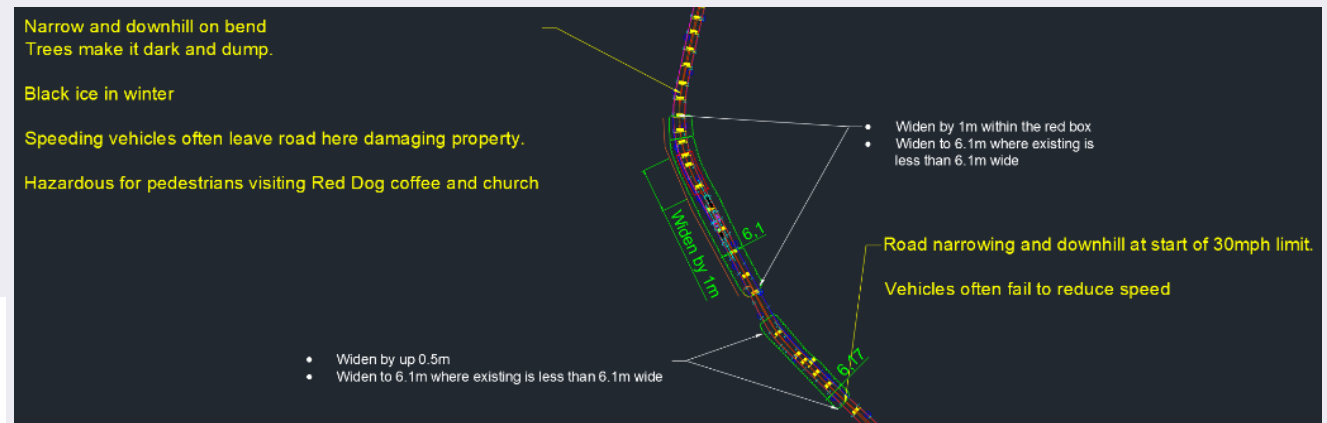 Narrow and downhill on bend
Trees make it dark and dump.
Black ice in winter
Speeding vehicles often leave road here damaging property.
Hazardous for pedestrians visiting Red Dog coffee and church
• Widen by 1m within the red box
• Widen to 6.1m where existing is
less than 6.1m wide
Widen by 1m
6,1
Road narrowing and downhill at start of 30mph limit.
Vehicles often fail to reduce speed
• Widen by up 0.5m
• Widen to 6.1m where existing is less than 6.1m wide
6,17